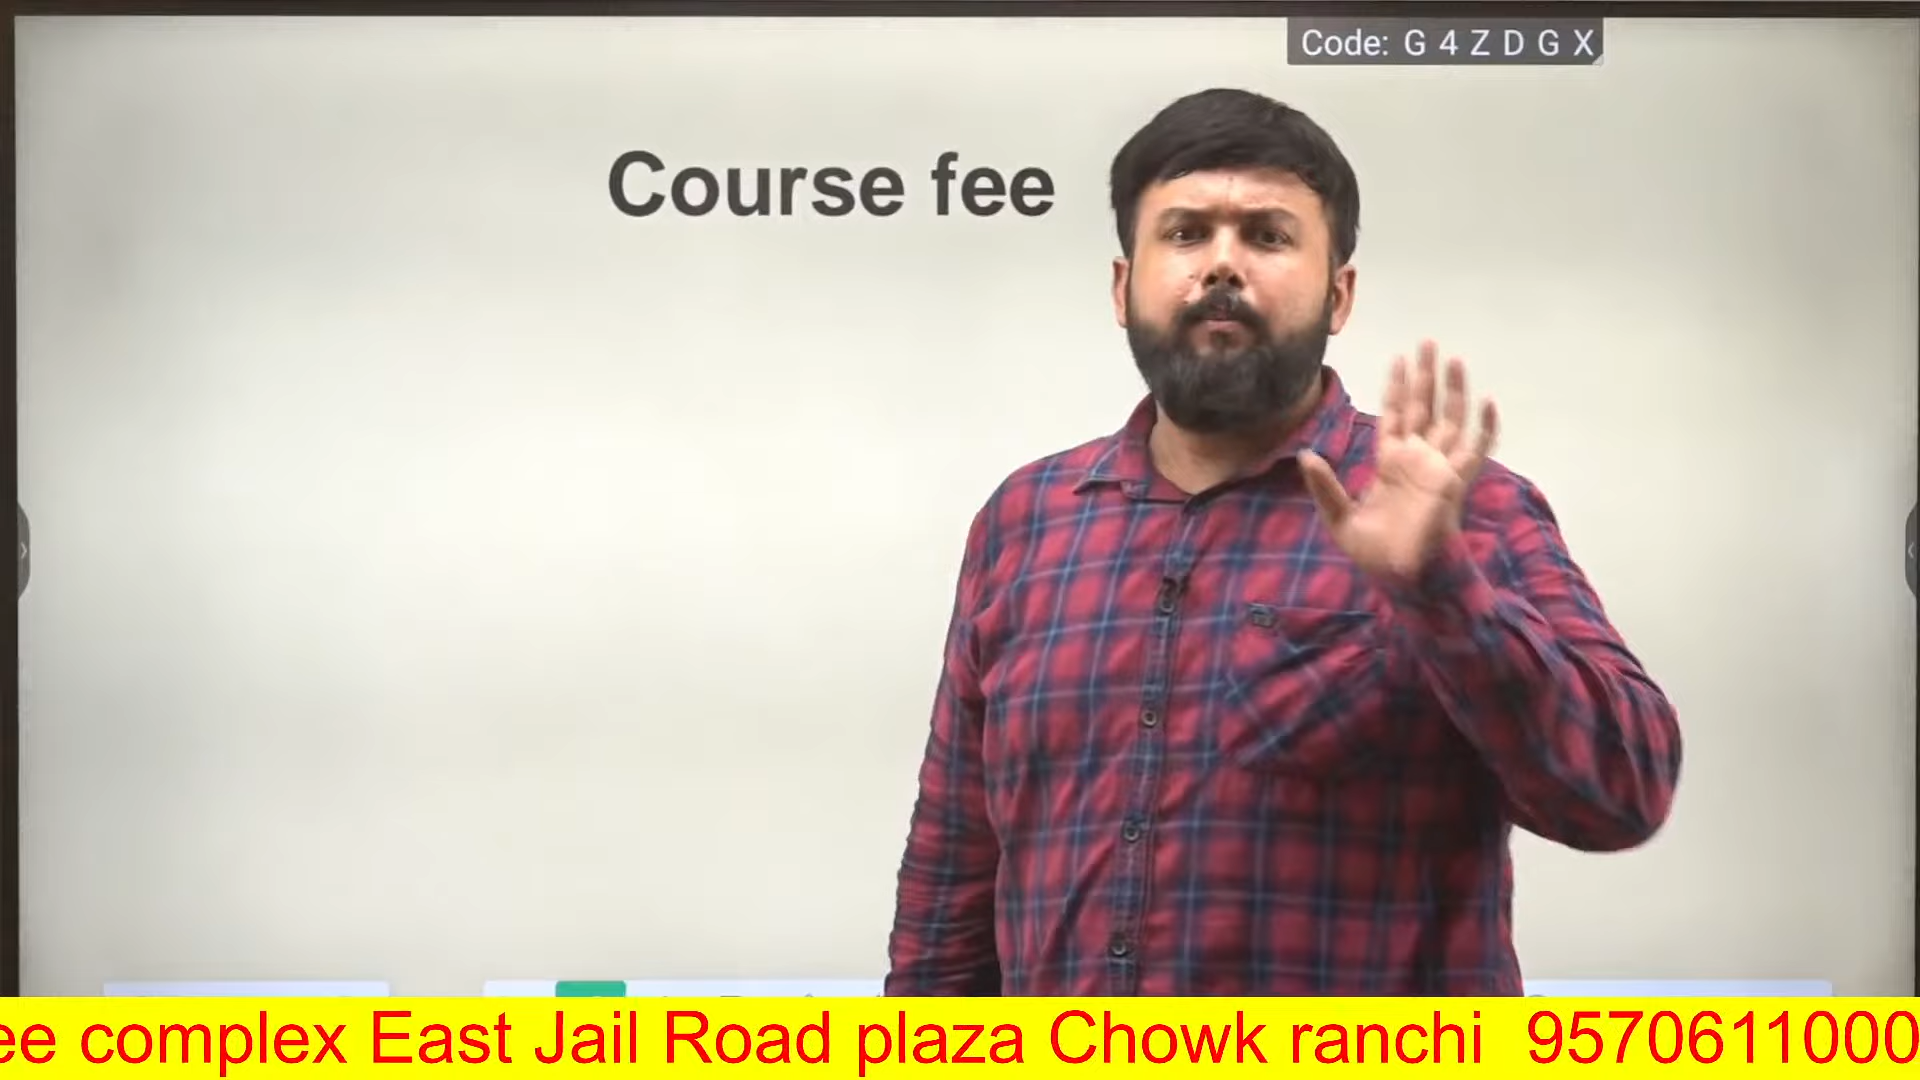 Code: G 4 Z D G X
Course fee
ee complex East Jail Road plaza Chowk ranchi 9570611000